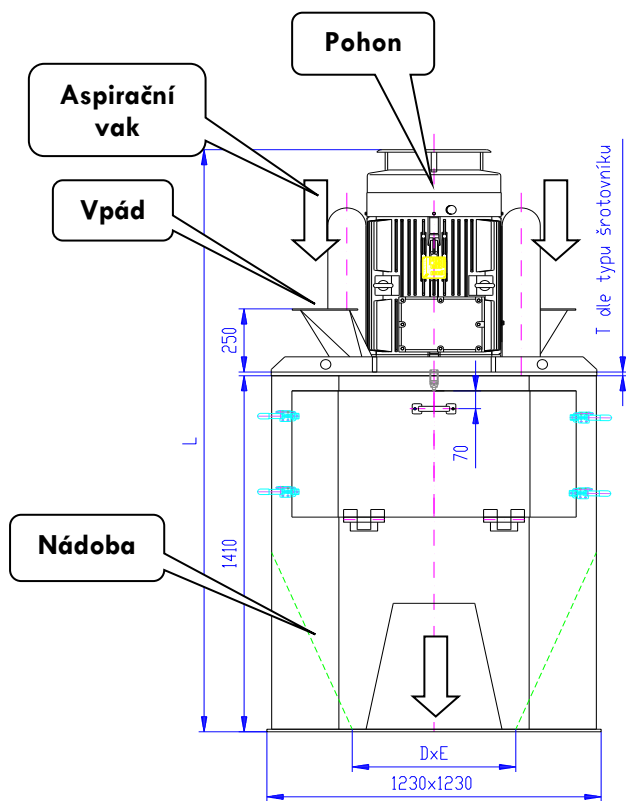 Pohon
Aspirační
vak
Vpád
T dle typu šrotovníku
250
L
70
1410
Nádoba
DxE
1230x1230